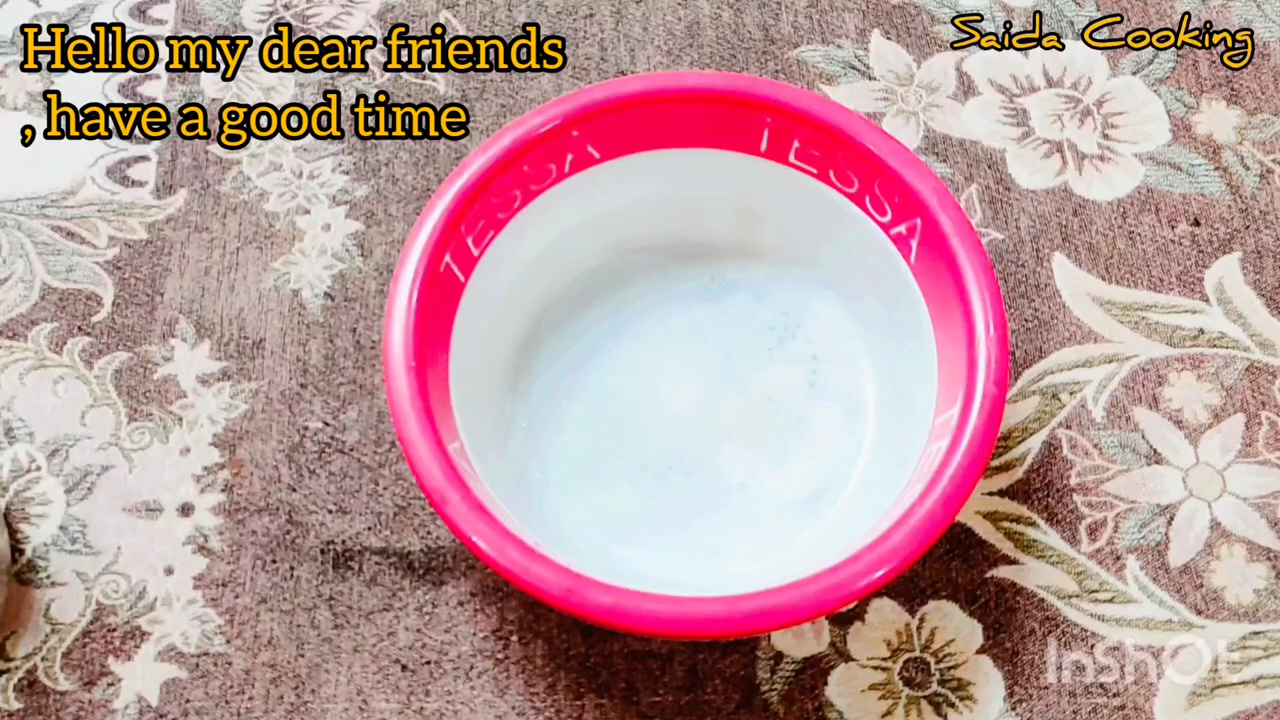 Hello my dear friends
, have a good time
Saida Cooking
TESSA
TESSA
InShOt